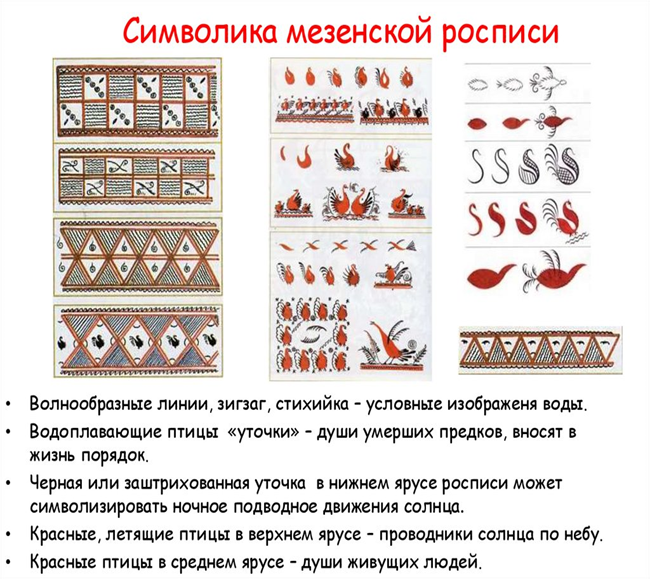 Символика мезенской росписи
• Волнообразные линии, зигзаг, стихийка – условные изображеня воды.
• Водоплавающие птицы «уточки» – души умерших предков, вносят в
жизнь порядок.
• Черная или заштрихованная уточка в нижнем ярусе росписи может
символизировать ночное подводное движения солнца.
• Красные, летящие птицы в верхнем ярусе – проводники солнца по небу.
• Красные птицы в среднем ярусе – души живущих людей.